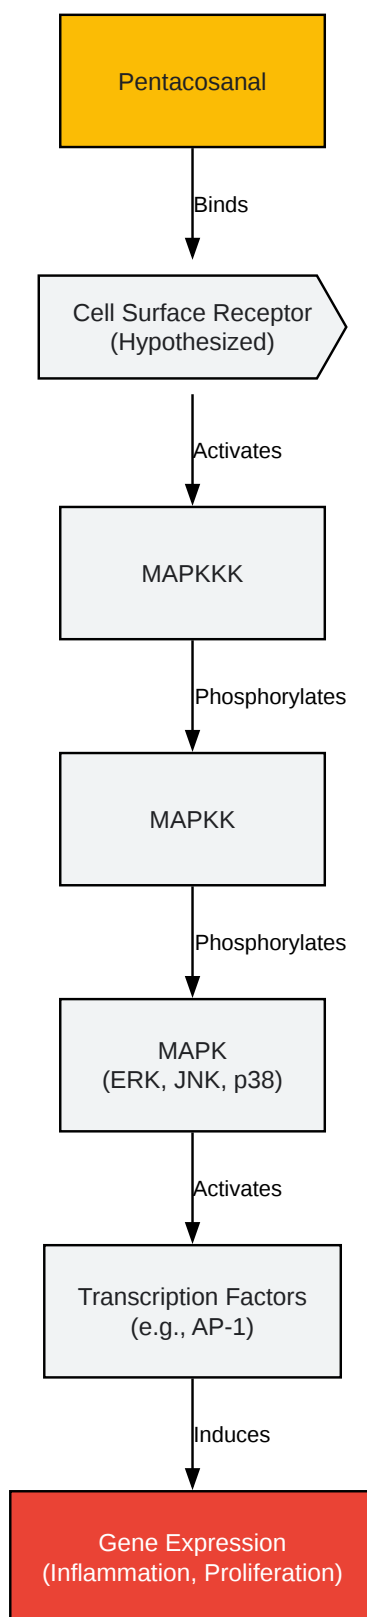 Pentacosanal
Binds
Cell Surface Receptor
(Hypothesized)
Activates
MAPKKK
Phosphorylates
MAPKK
Phosphorylates
MAPK
(ERK, JNK, p38)
Activates
Transcription Factors
(e.g., AP-1)
Induces
Gene Expression
(Inflammation, Proliferation)